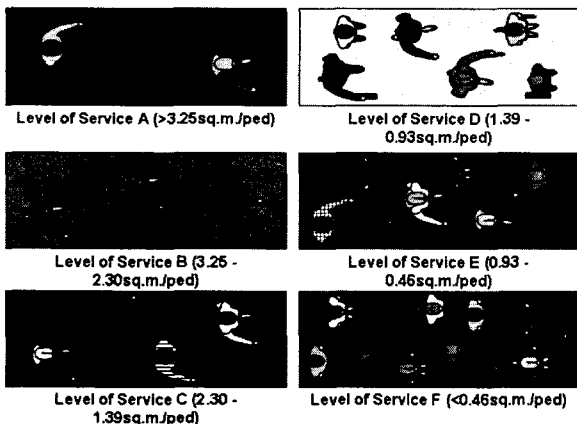 Level of Service A (>3.25sq.m./ped)
Level of Service D (1.39 -
0.93sq.m./ped)
Level of Service B (3.25 -
2.30sq.m./ped)
Level of Service E (0.93 -
0.46sq.m./ped)
Level of Service C (2.30 -
1.39sq.m./ped)
Level of Service F (<0.46sq.m./ped)